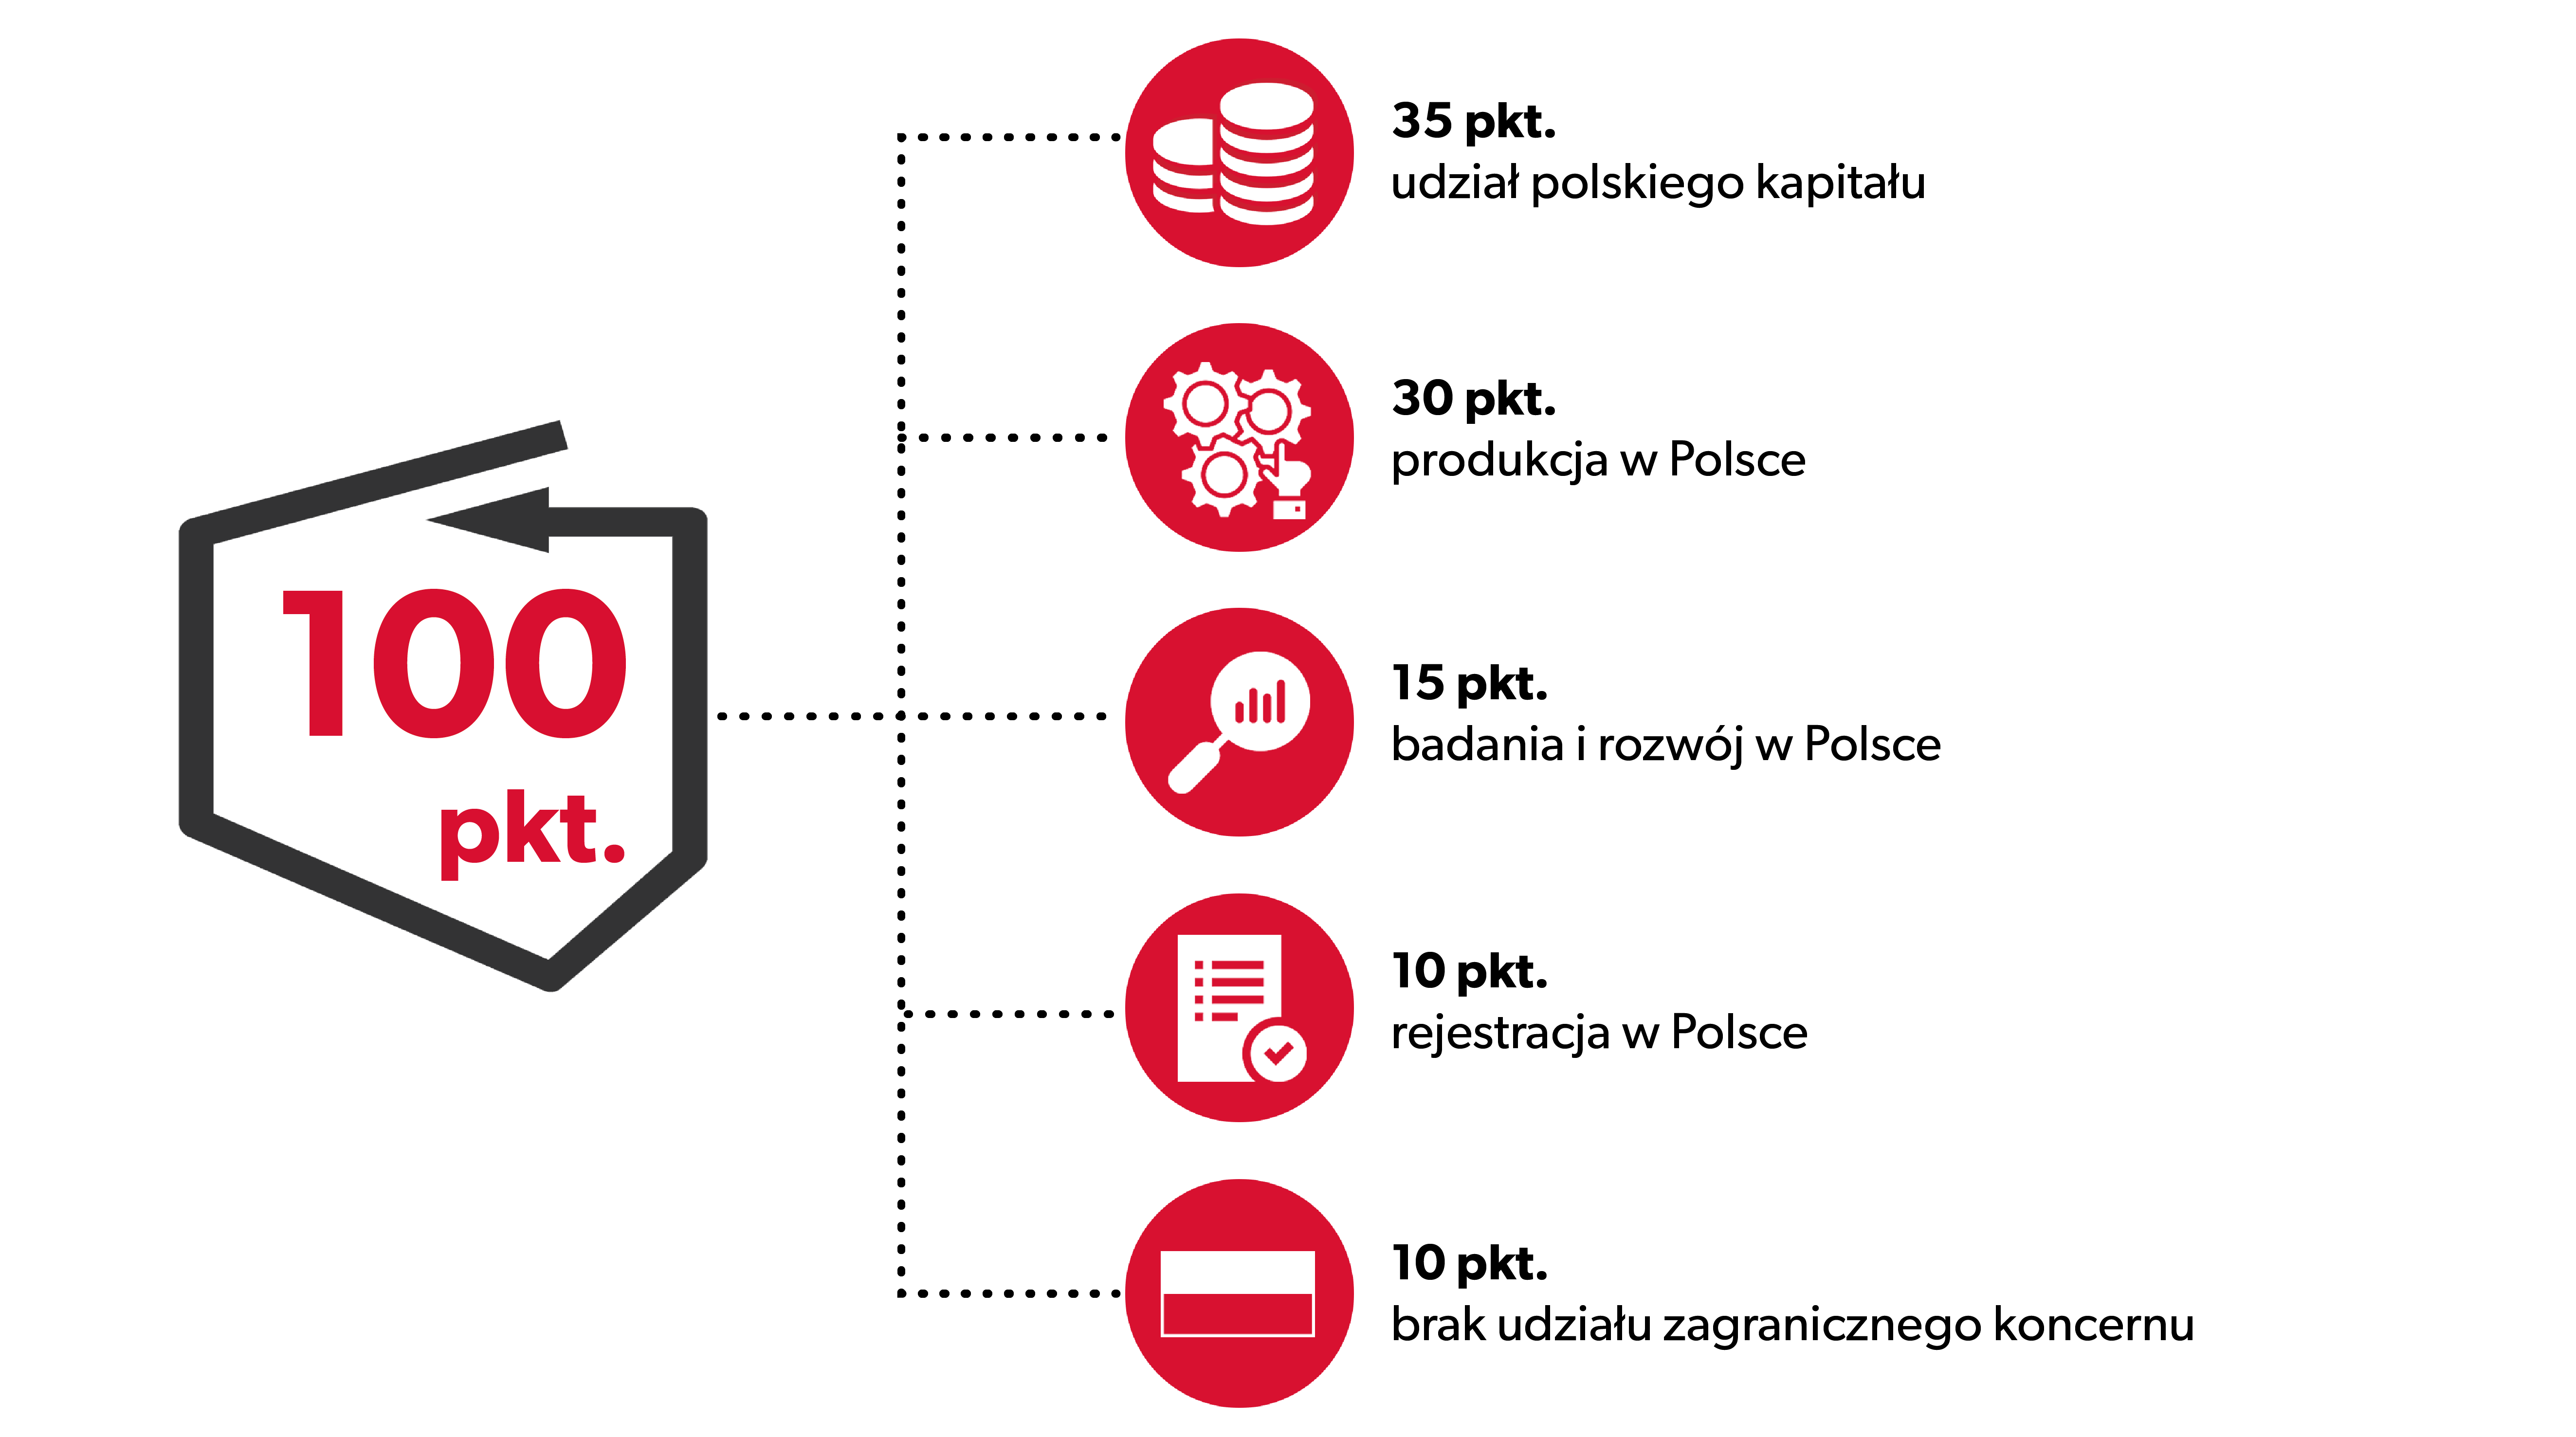 100
pkt.
35 pkt.
udział polskiego kapitału
30 pkt.
produkcja w Polsce
15 pkt.
badania i rozwój w Polsce
10 pkt.
rejestracja w Polsce
10 pkt.
brak udziału zagranicznego koncernu